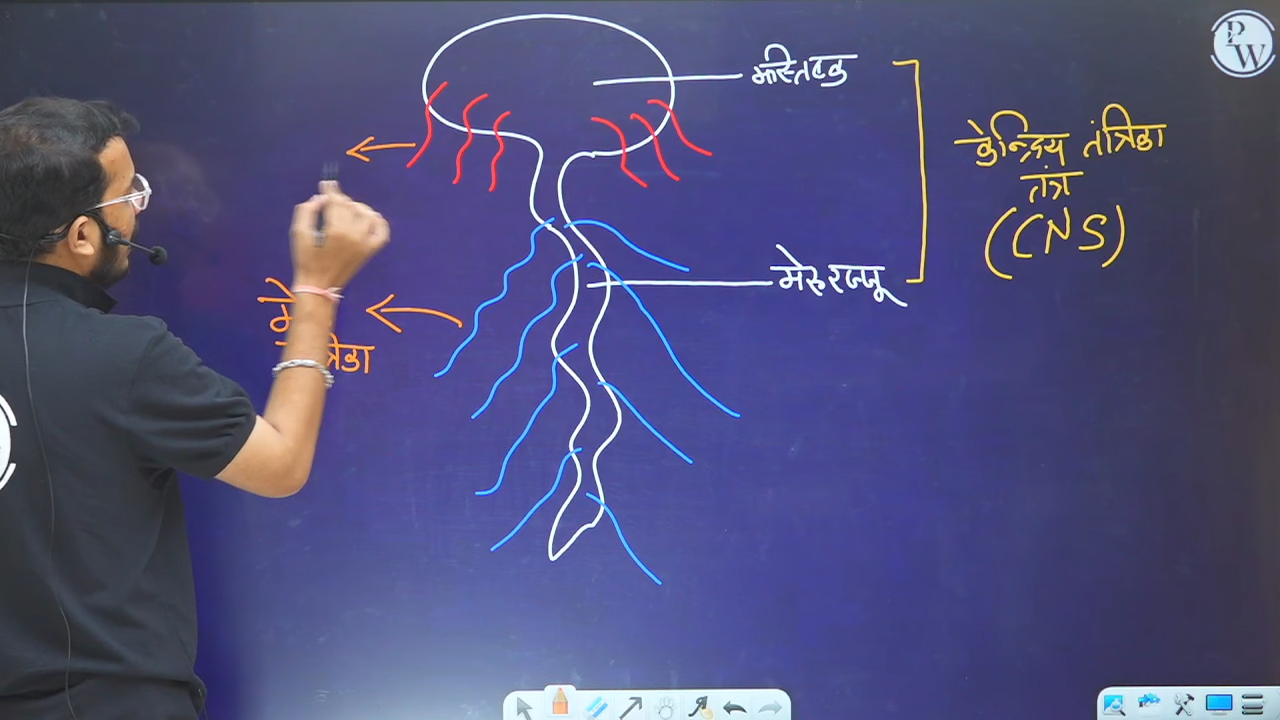 PW
मस्तिष्क
केन्द्रिय तंत्रिका
तंत्र
(CNS)
मेरुरज्जू